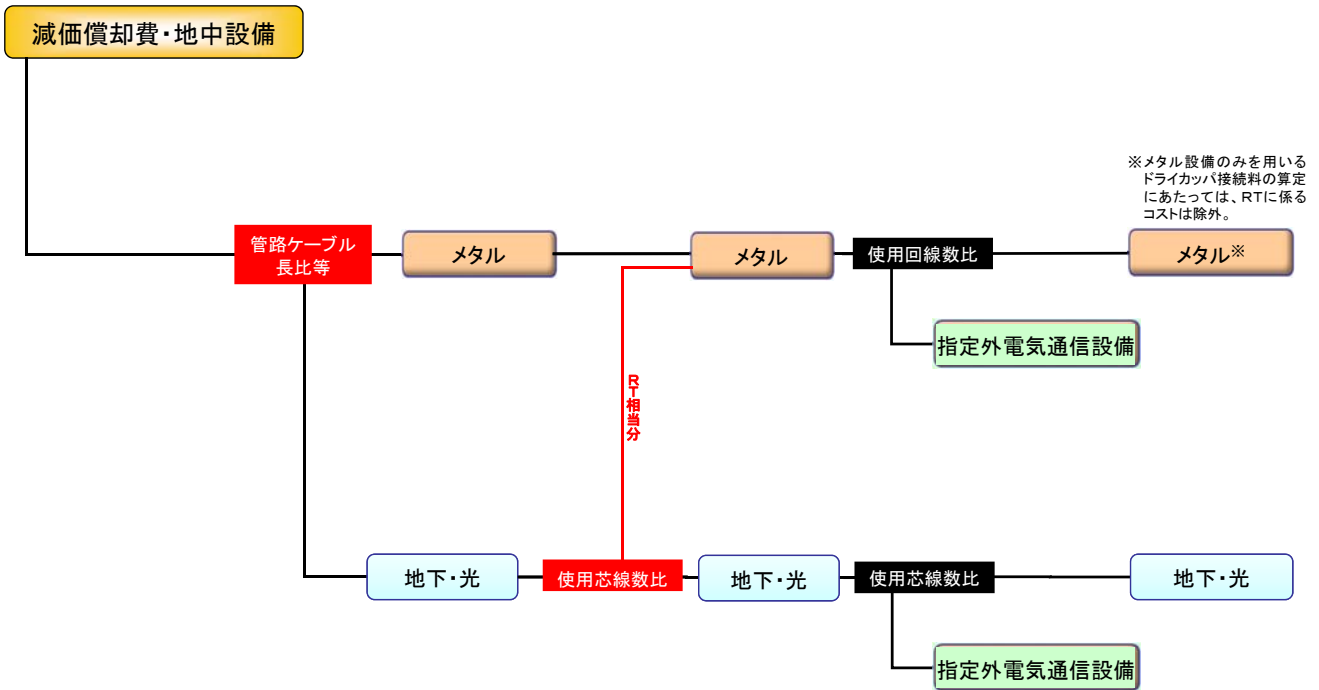 減価償却費・地中設備
※メタル設備のみを用いる
ドライカッパ接続料の算定
にあたっては、RTに係る
コストは除外。
管路ケーブル
長比等
メタル
メタル
使用回線数比
メタル※
指定外電気通信設備
RT相当分
地下・光
使用芯線数比
地下・光
使用芯線数比
地下・光
指定外電気通信設備